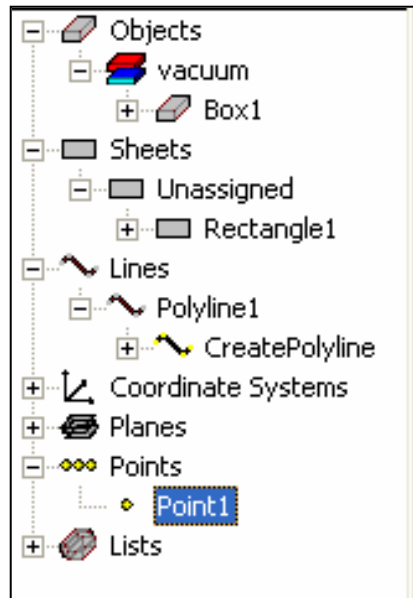 Objects
vacuum
Box1
Sheets
Unassigned
Rectangle1
Lines
Polyline1
CreatePolyline
Coordinate Systems
Planes
Points
Point1
Lists